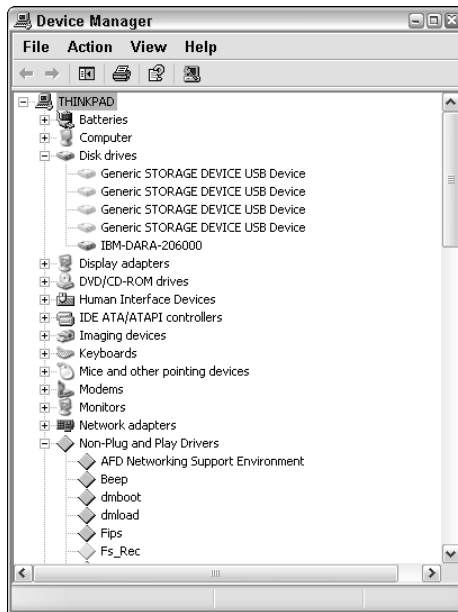 Device Manager
File Action View Help
THINKPAD
Batteries
Computer
Disk drives
Generic STORAGE DEVICE USB Device
Generic STORAGE DEVICE USB Device
Generic STORAGE DEVICE USB Device
Generic STORAGE DEVICE USB Device
IBM-DARA-206000
Display adapters
DVD/CD-ROM drives
Human Interface Devices
IDE ATA/ATAPI controllers
Imaging devices
Keyboards
Mice and other pointing devices
Modems
Monitors
Network adapters
Non-Plug and Play Drivers
AFD Networking Support Environment
Beep
dmboot
dmload
Fips
Fs_Rec